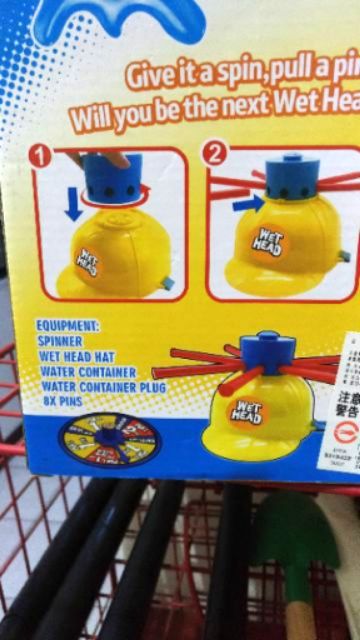 Give it a spin, pull a pin
Will you be the next Wet Hea
1
2
WET
HEAD
WET
HEAD
EQUIPMENT:
SPINNER
WET HEAD HAT
WATER CONTAINER
WATER CONTAINER PLUG
8X PINS
WET
HEAD
注意
警告